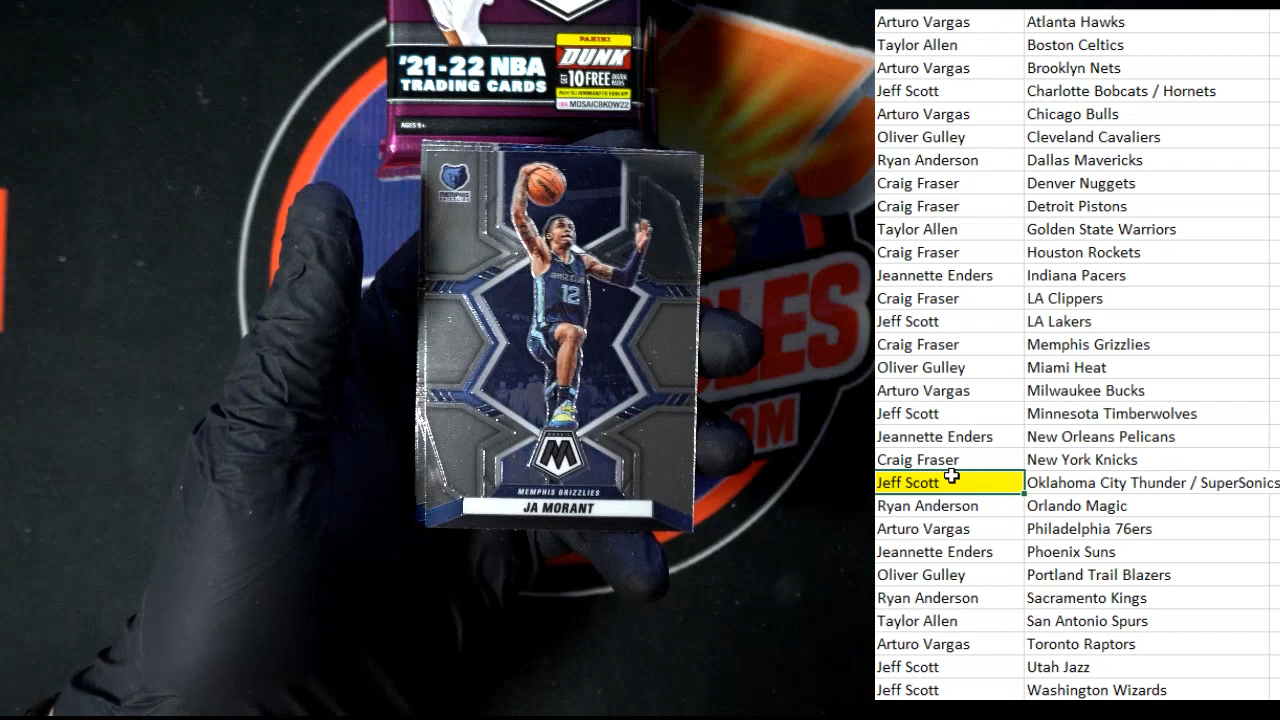 '21-22 NBA
TRADING CARDS
PANINI
DUNK
10 FREE
MOSAICBKOW22
AGES 9+
12
MEMPHIS GRIZZLIES
JA MORANT
LES
OM
Arturo Vargas Atlanta Hawks
Taylor Allen Boston Celtics
Arturo Vargas Brooklyn Nets
Jeff Scott Charlotte Bobcats / Hornets
Arturo Vargas Chicago Bulls
Oliver Gulley Cleveland Cavaliers
Ryan Anderson Dallas Mavericks
Craig Fraser Denver Nuggets
Craig Fraser Detroit Pistons
Taylor Allen Golden State Warriors
Craig Fraser Houston Rockets
Jeannette Enders Indiana Pacers
Craig Fraser LA Clippers
Jeff Scott LA Lakers
Craig Fraser Memphis Grizzlies
Oliver Gulley Miami Heat
Arturo Vargas Milwaukee Bucks
Jeff Scott Minnesota Timberwolves
Jeannette Enders New Orleans Pelicans
Craig Fraser New York Knicks
Jeff Scott Oklahoma City Thunder / SuperSonics
Ryan Anderson Orlando Magic
Arturo Vargas Philadelphia 76ers
Jeannette Enders Phoenix Suns
Oliver Gulley Portland Trail Blazers
Ryan Anderson Sacramento Kings
Taylor Allen San Antonio Spurs
Arturo Vargas Toronto Raptors
Jeff Scott Utah Jazz
Jeff Scott Washington Wizards